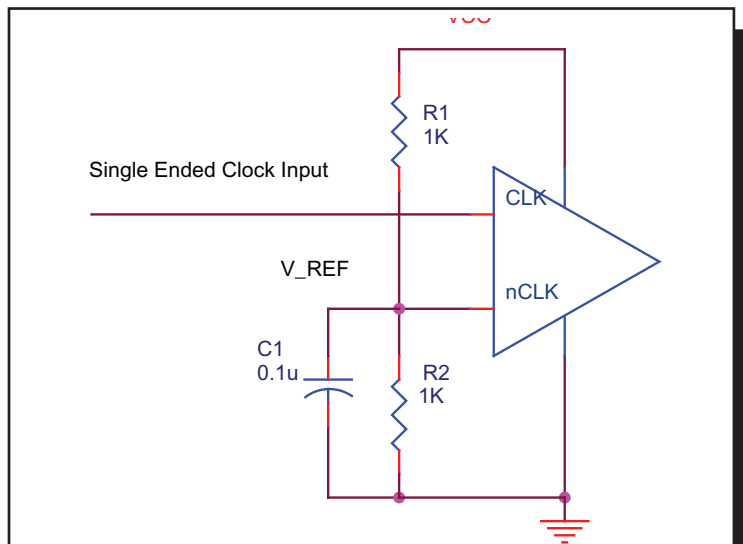 R1
1K
Single Ended Clock Input
CLK
V_REF
nCLK
C1
0.1u
R2
1K